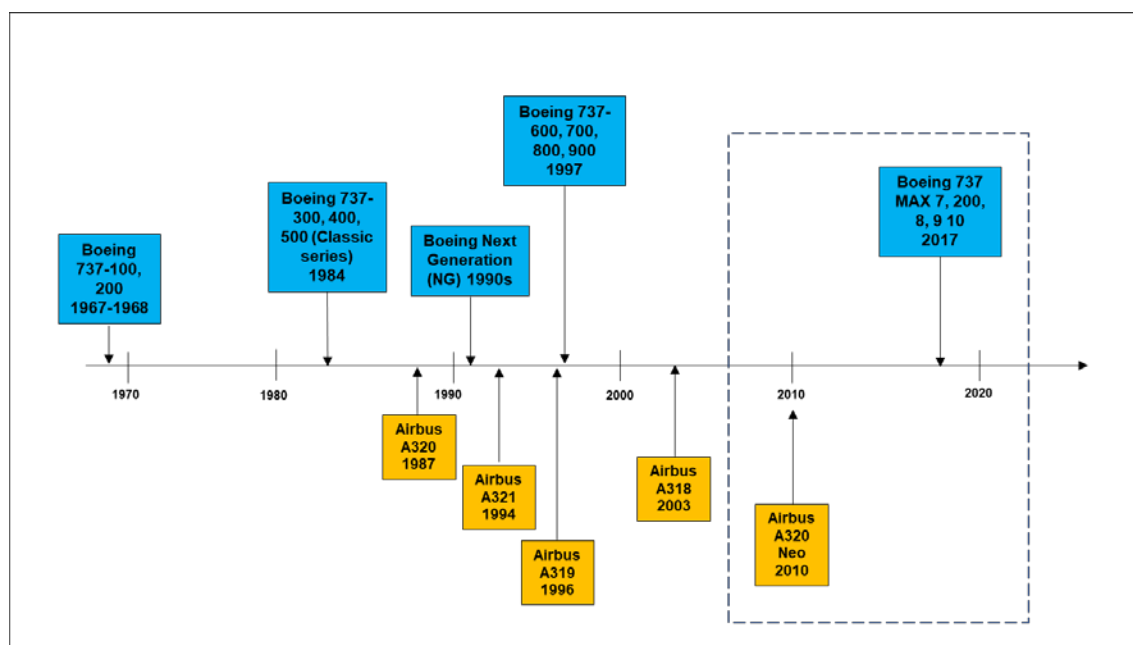 Boeing 737-
600, 700,
800, 900
1997
Boeing 737
MAX 7, 200,
8, 9 10
2017
Boeing 737-
300, 400,
500 (Classic
series)
1984
Boeing Next
Generation
(NG) 1990s
Boeing
737-100,
200
1967-1968
1970
1980
1990
2000
2010
2020
Airbus
A320
1987
Airbus
A321
1994
Airbus
A319
1996
Airbus
A318
2003
Airbus
A320
Neo
2010